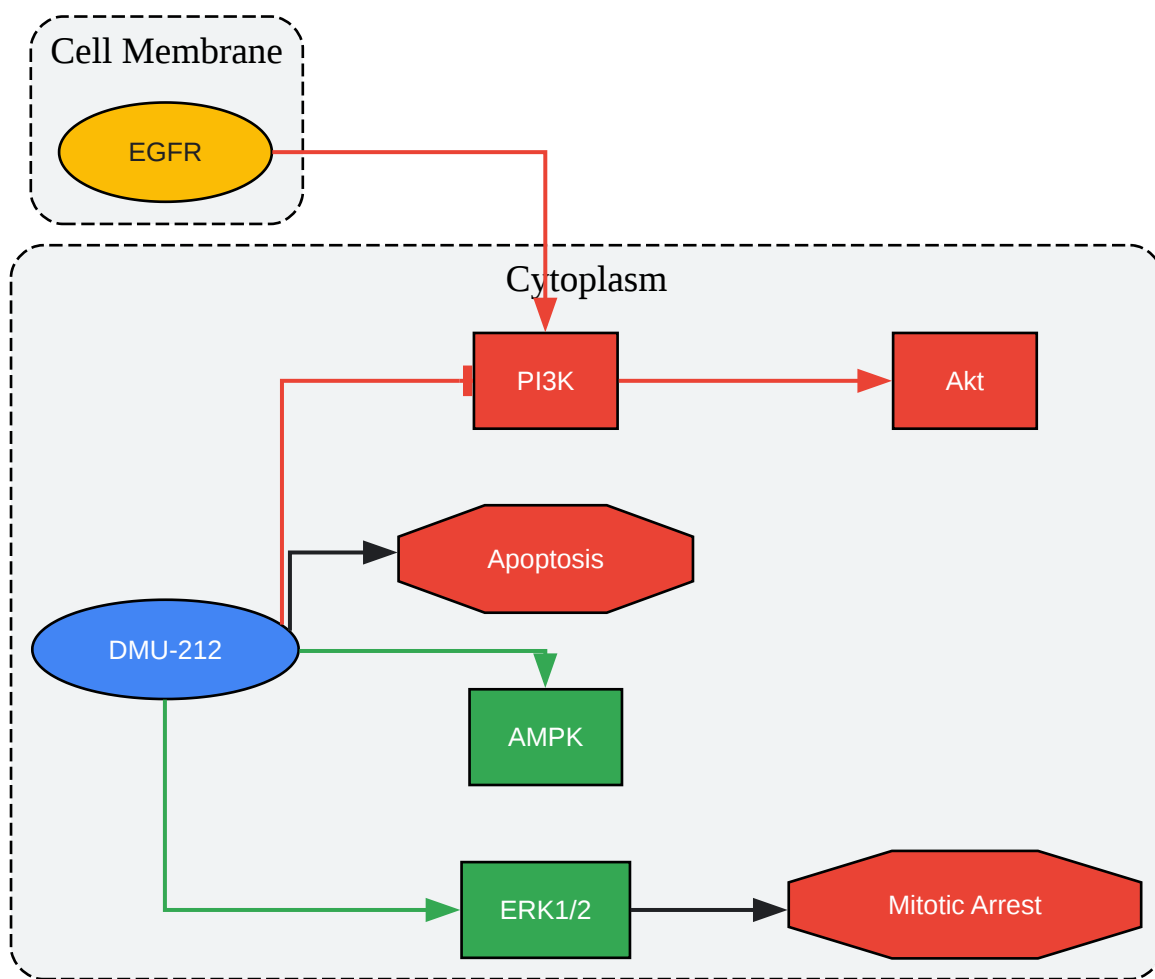 Cell Membrane
EGFR
Cytoplasm
PI3K
Akt
Apoptosis
DMU-212
AMPK
ERK1/2
Mitotic Arrest